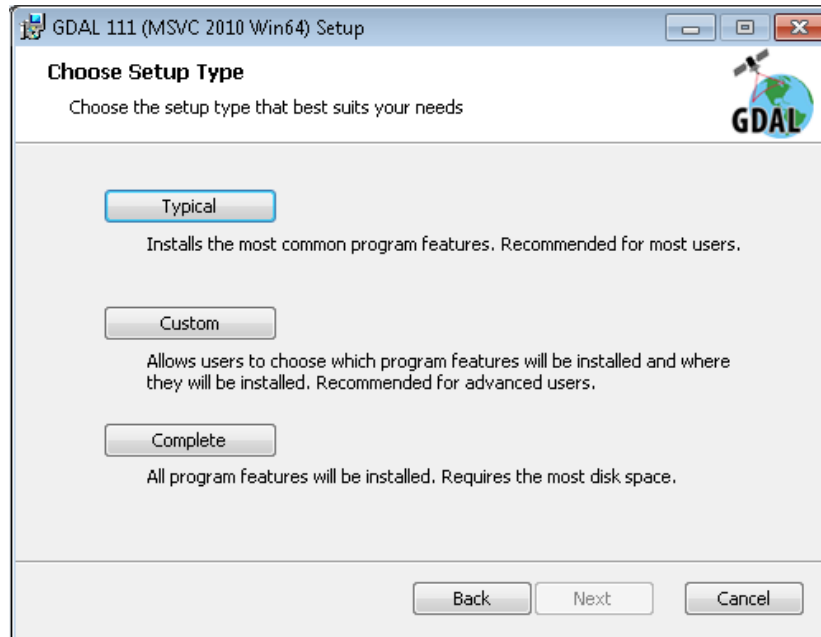 GDAL 111 (MSVC 2010 Win64) Setup
Choose Setup Type
Choose the setup type that best suits your needs
GDAL
Typical
Installs the most common program features. Recommended for most users.
Custom
Allows users to choose which program features will be installed and where
they will be installed. Recommended for advanced users.
Complete
All program features will be installed. Requires the most disk space.
Back
Next
Cancel